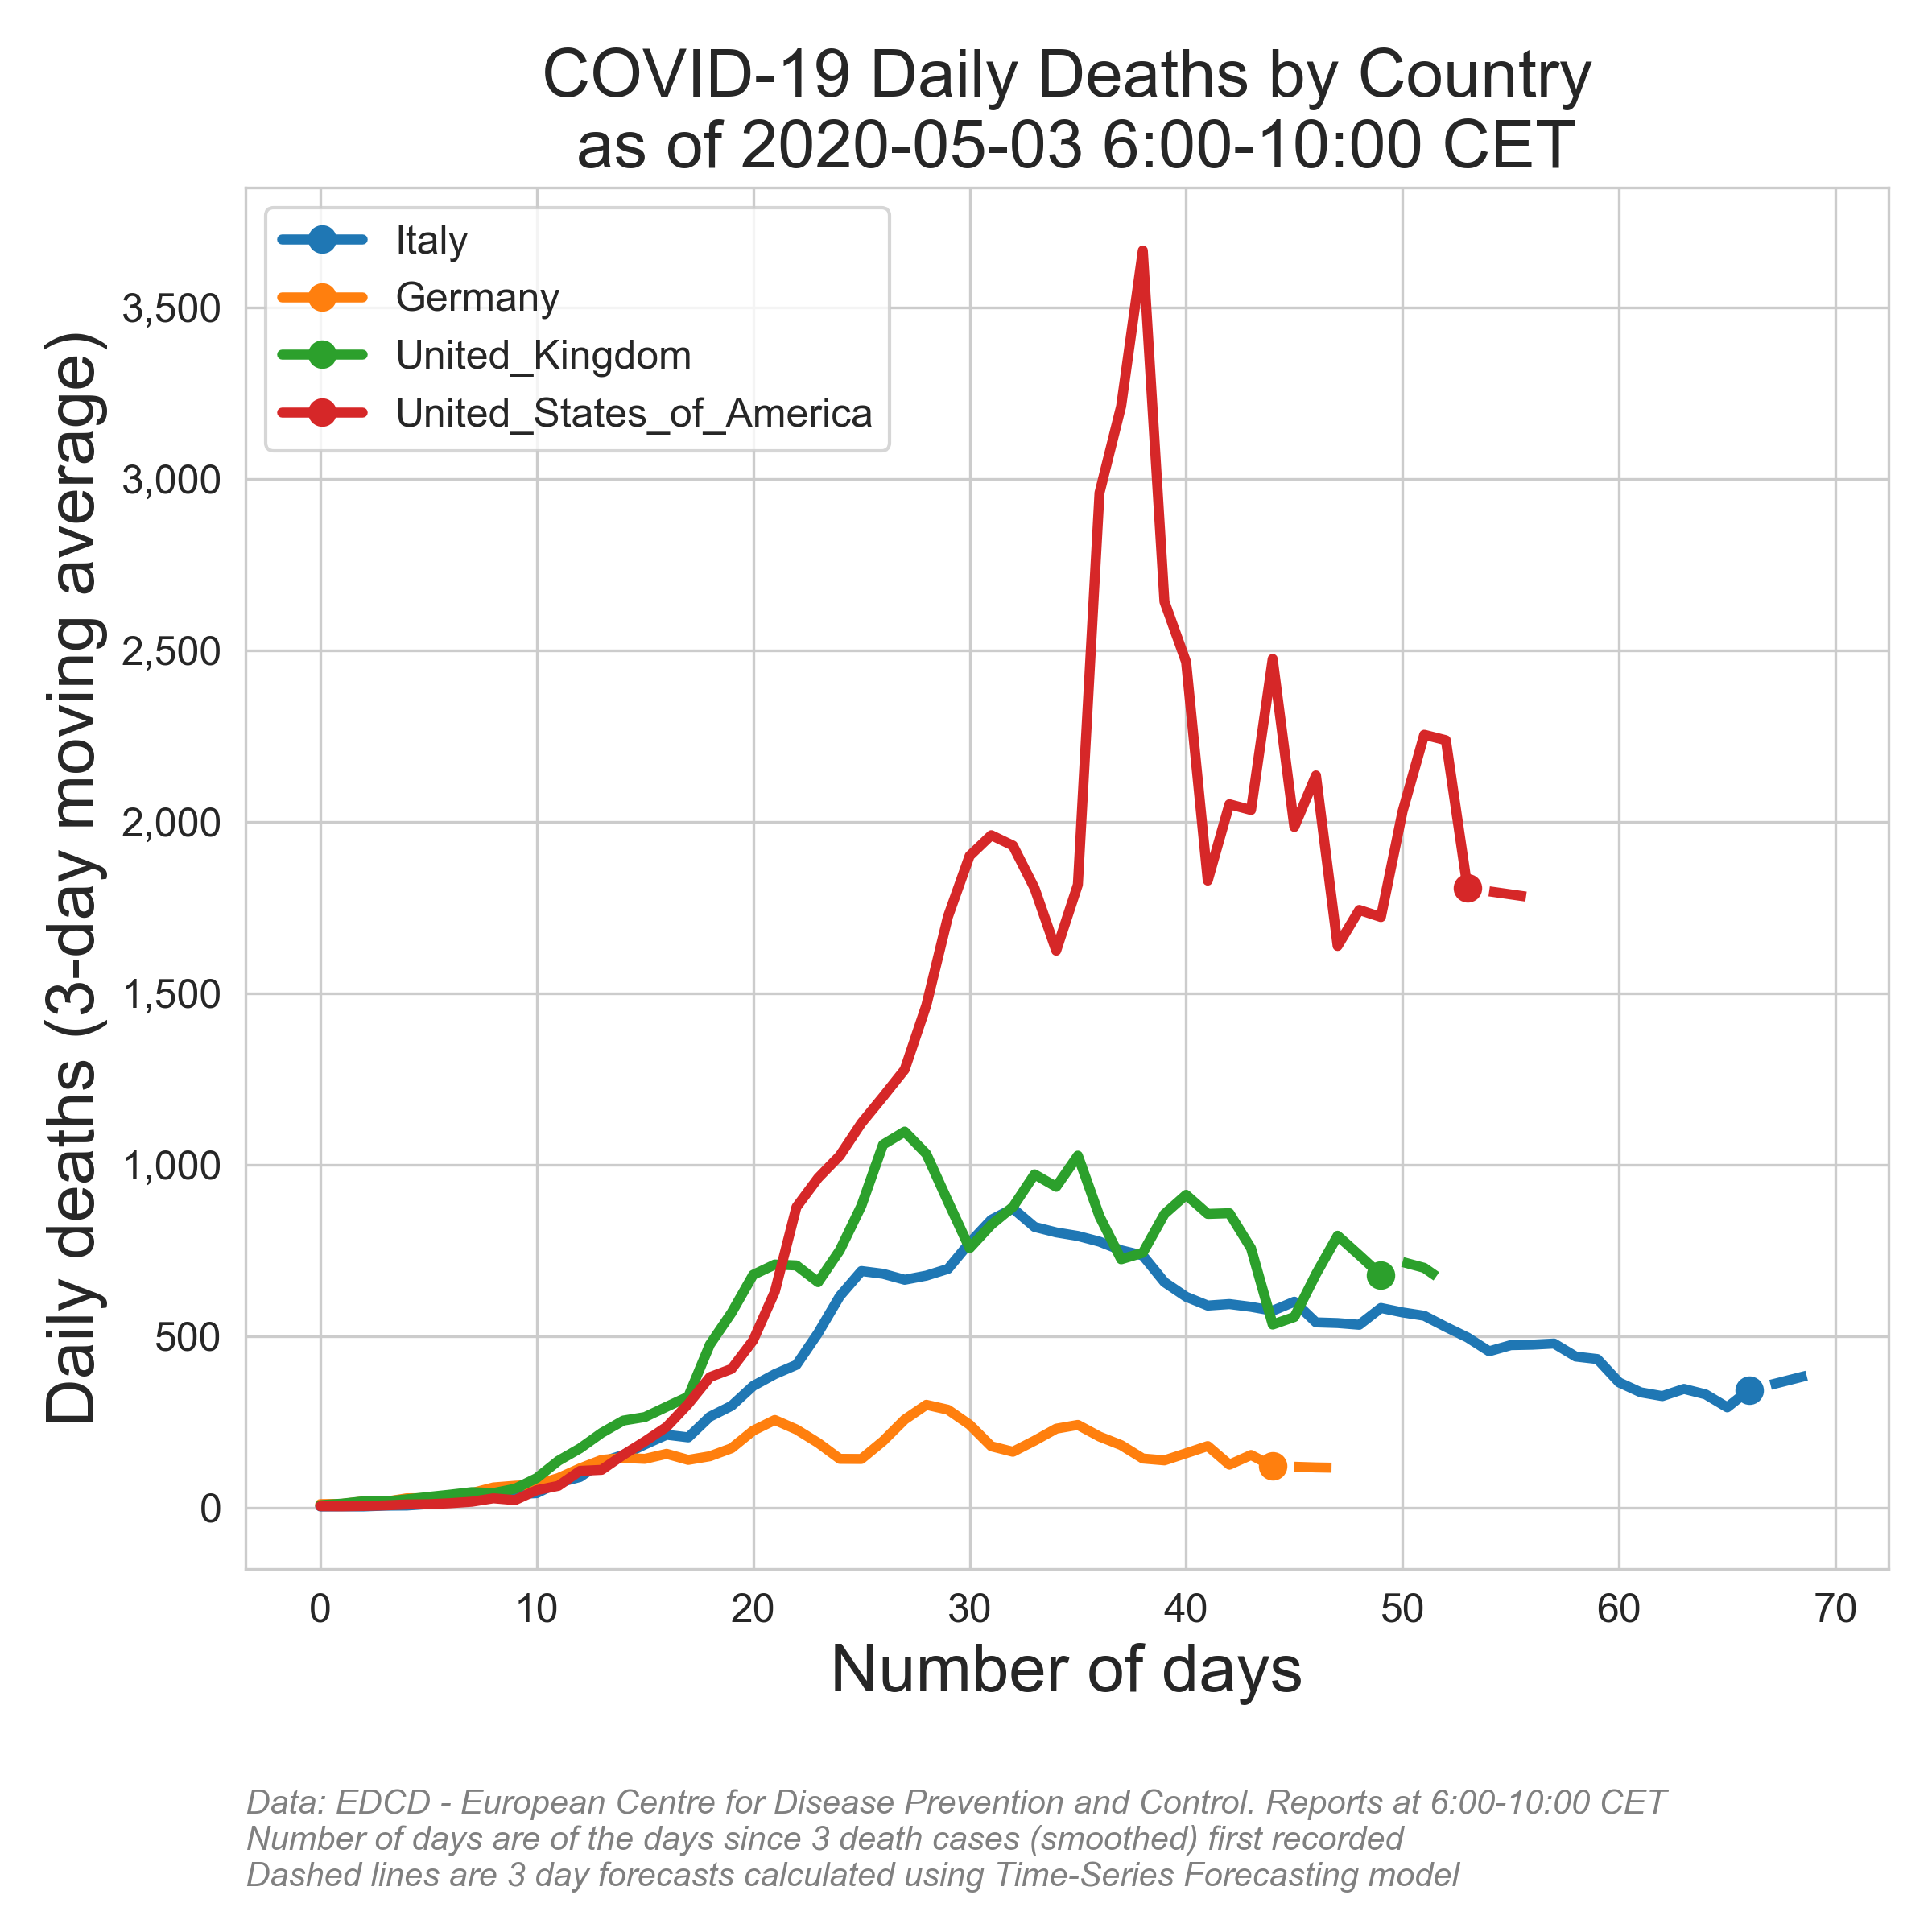 COVID-19 Daily Deaths by Country
as of 2020-05-03 6:00-10:00 CET
Italy
Germany
United_Kingdom
United_States_of_America
Daily deaths (3-day moving average)
3,500
3,000
2,500
2,000
1,500
1,000
500
0
0 10 20 30 40 50 60 70
Number of days
Data: EDCD - European Centre for Disease Prevention and Control. Reports at 6:00-10:00 CET
Number of days are of the days since 3 death cases (smoothed) first recorded
Dashed lines are 3 day forecasts calculated using Time-Series Forecasting model